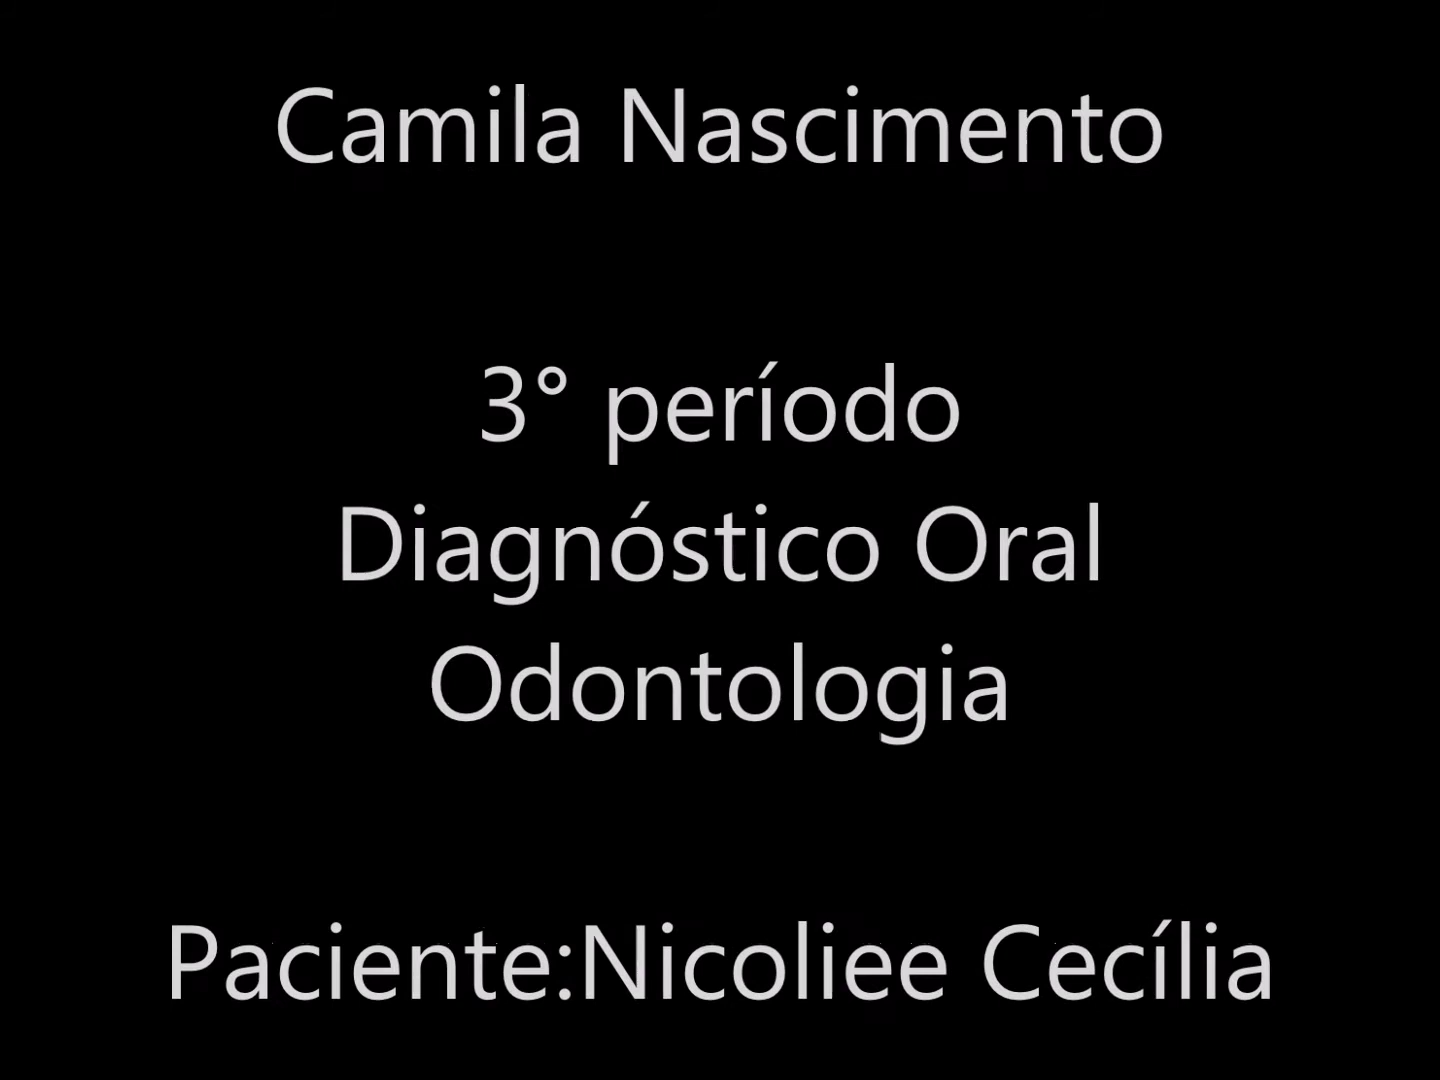 Camila Nascimento
3° período
Diagnóstico Oral
Odontologia
Paciente:Nicoliee Cecília